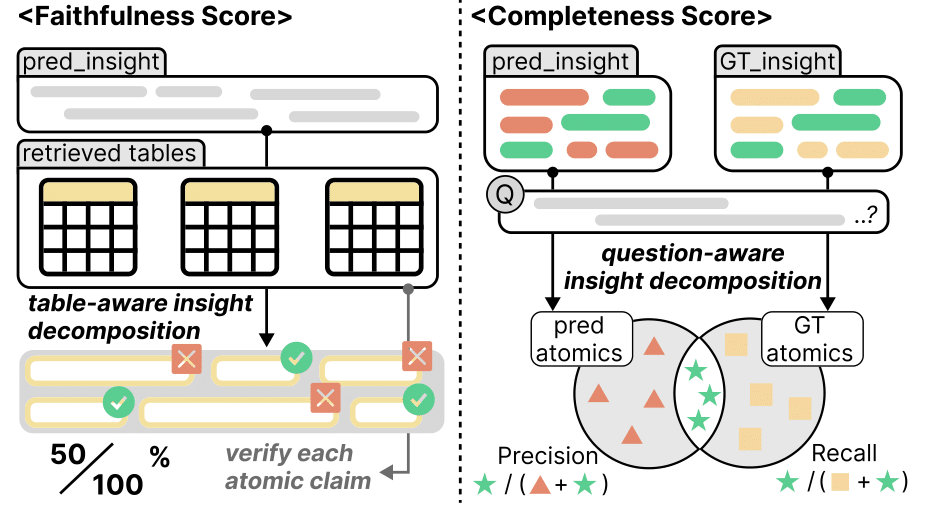 <Faithfulness Score>
pred_insight
retrieved tables
table-aware insight
decomposition
50/100 %
verify each
atomic claim
<Completeness Score>
pred_insight
GT_insight
Q
..?
question-aware
insight decomposition
pred
atomics
GT
atomics
Precision
★ / (▲ + ★)
Recall
★ / (■ + ★)